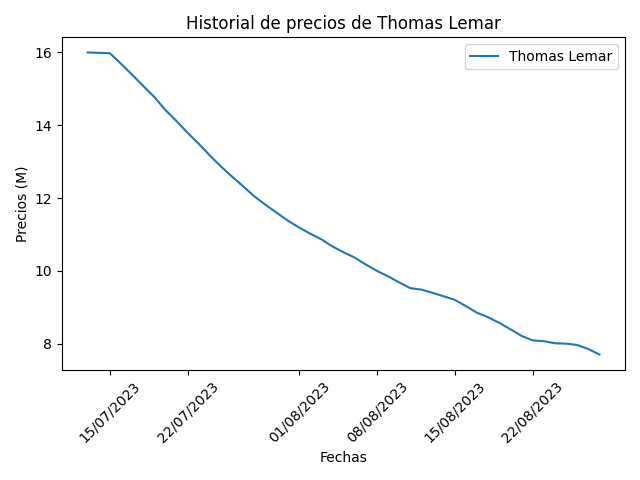 Historial de precios de Thomas Lemar
Thomas Lemar
Precios (M)
16
14
12
10
8
15/07/2023
22/07/2023
01/08/2023
08/08/2023
15/08/2023
22/08/2023
Fechas